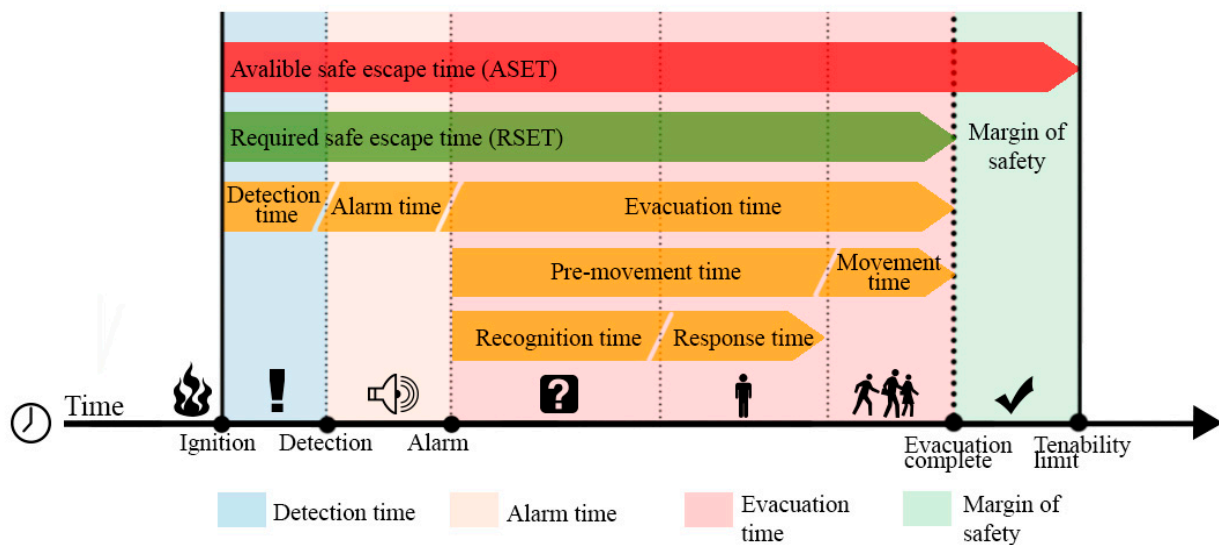 Avalible safe escape time (ASET)
Required safe escape time (RSET)
Margin of
safety
Detection
time
Alarm time
Evacuation time
Pre-movement time
Movement
time
Recognition time
Response time
!
?
Time
Ignition
Detection
Alarm
Evacuation
complete
Tenability
limit
Detection time
Alarm time
Evacuation
time
Margin of
safety